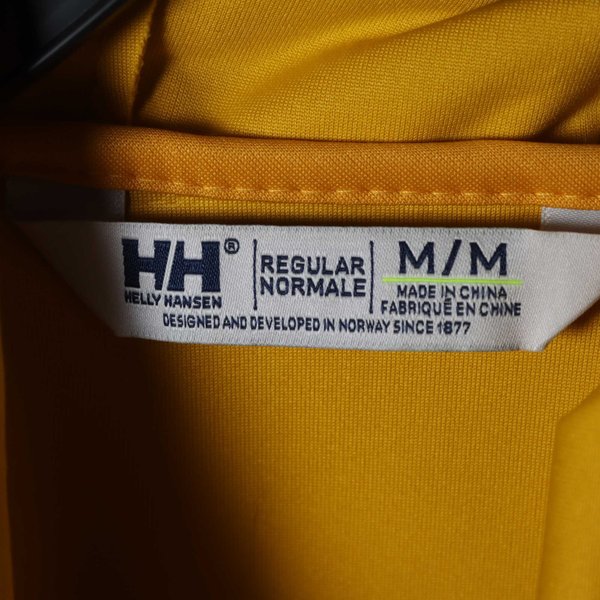 HH®
HELLY HANSEN
REGULAR
NORMALE
M/M
MADE IN CHINA
FABRIQUÉ EN CHINE
DESIGNED AND DEVELOPED IN NORWAY SINCE 1877